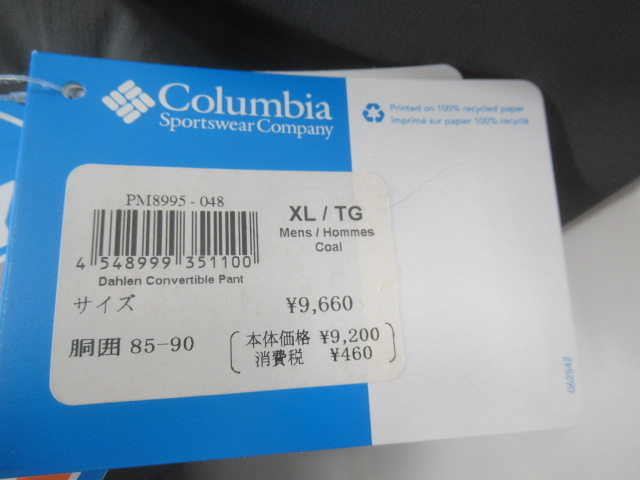 Columbia
Sportswear Company
Printed on 100% recycled paper
Imprimé sur papier 100% recyclé
PM8995-048
XL / TG
Mens / Hommes
Coal
4 548999 351100
Dahlen Convertible Pant
サイズ ¥9,660
胴囲 85-90
本体価格 ¥9,200
消費税 ¥460
062542